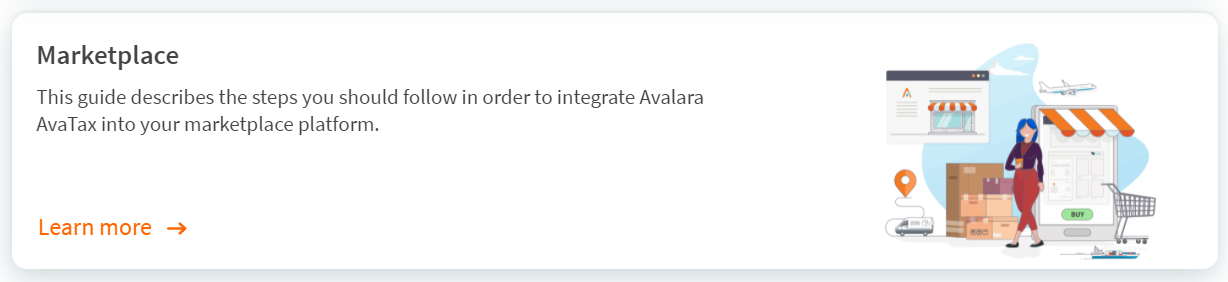 Marketplace
This guide describes the steps you should follow in order to integrate Avalara
AvaTax into your marketplace platform.
Learn more →
BUY